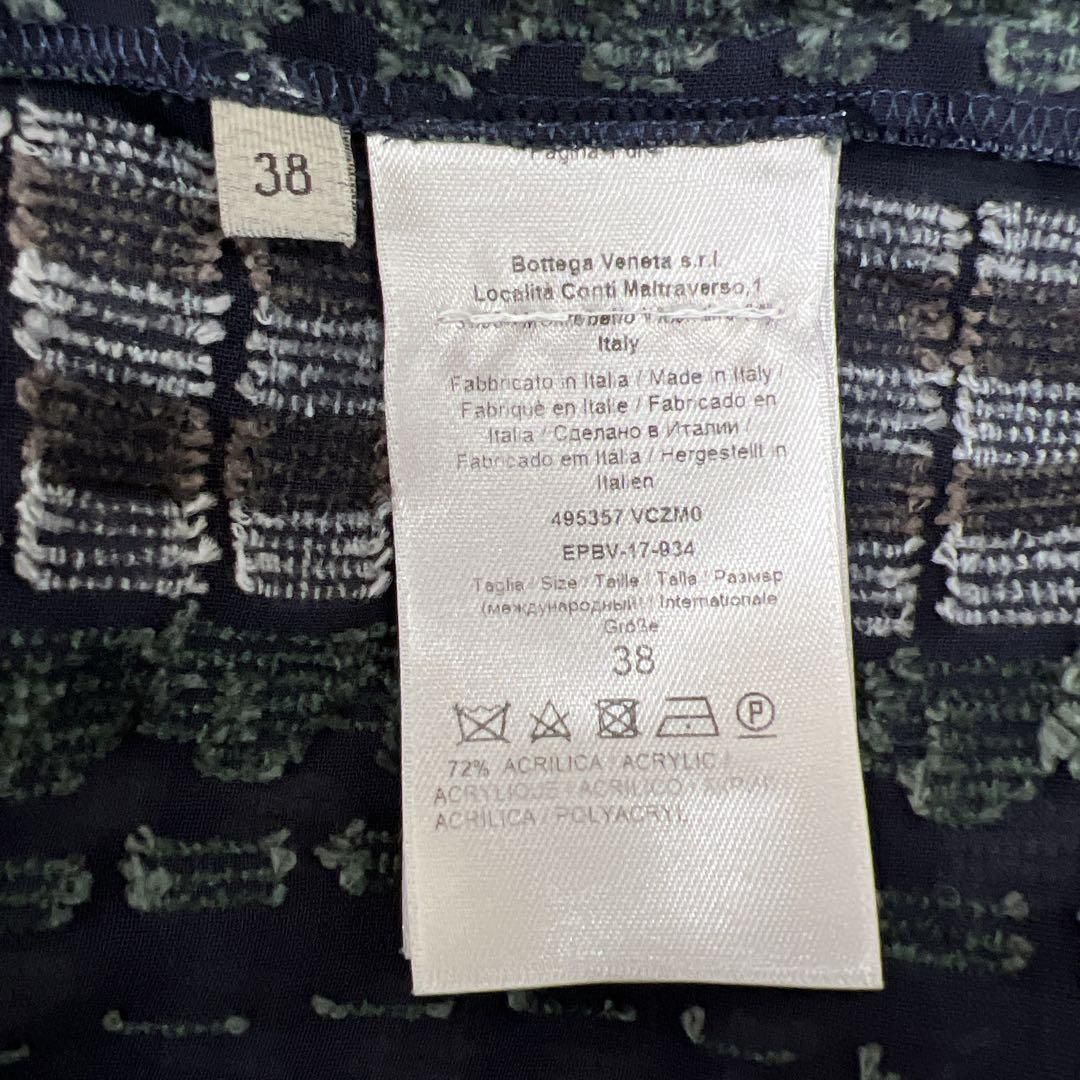 38
Bottega Veneta s.r.l.
Località Conti Maltraverso,1
Italy
Fabbricato in Italia / Made in Italy /
Fabriqué en Italie / Fabricado en
Italia / Сделано в Италии /
Fabricado em Itália / Hergestellt in
Italien
495357 VCZM0
EPBV-17-934
Taglia / Size / Taille / Talla / Размер
(международный) / Internationale
Größe
38
P
72% ACRILICA / ACRYLIC /
ACRYLIQUE / ACRILICO /
ACRILICA / POLYACRYL